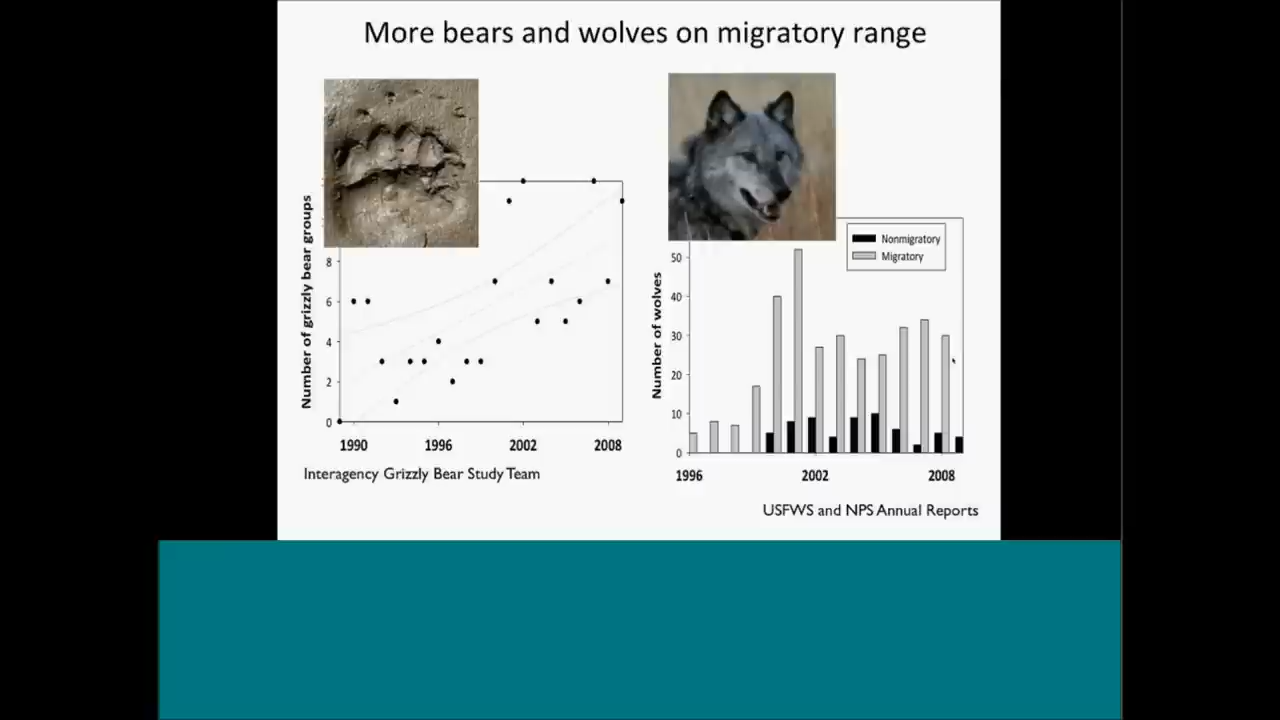 More bears and wolves on migratory range
Number of grizzly bear groups
8
6
4
2
0
1990 1996 2002 2008
Interagency Grizzly Bear Study Team
Number of wolves
50
40
30
20
10
0
Nonmigratory
Migratory
1996 2002 2008
USFWS and NPS Annual Reports